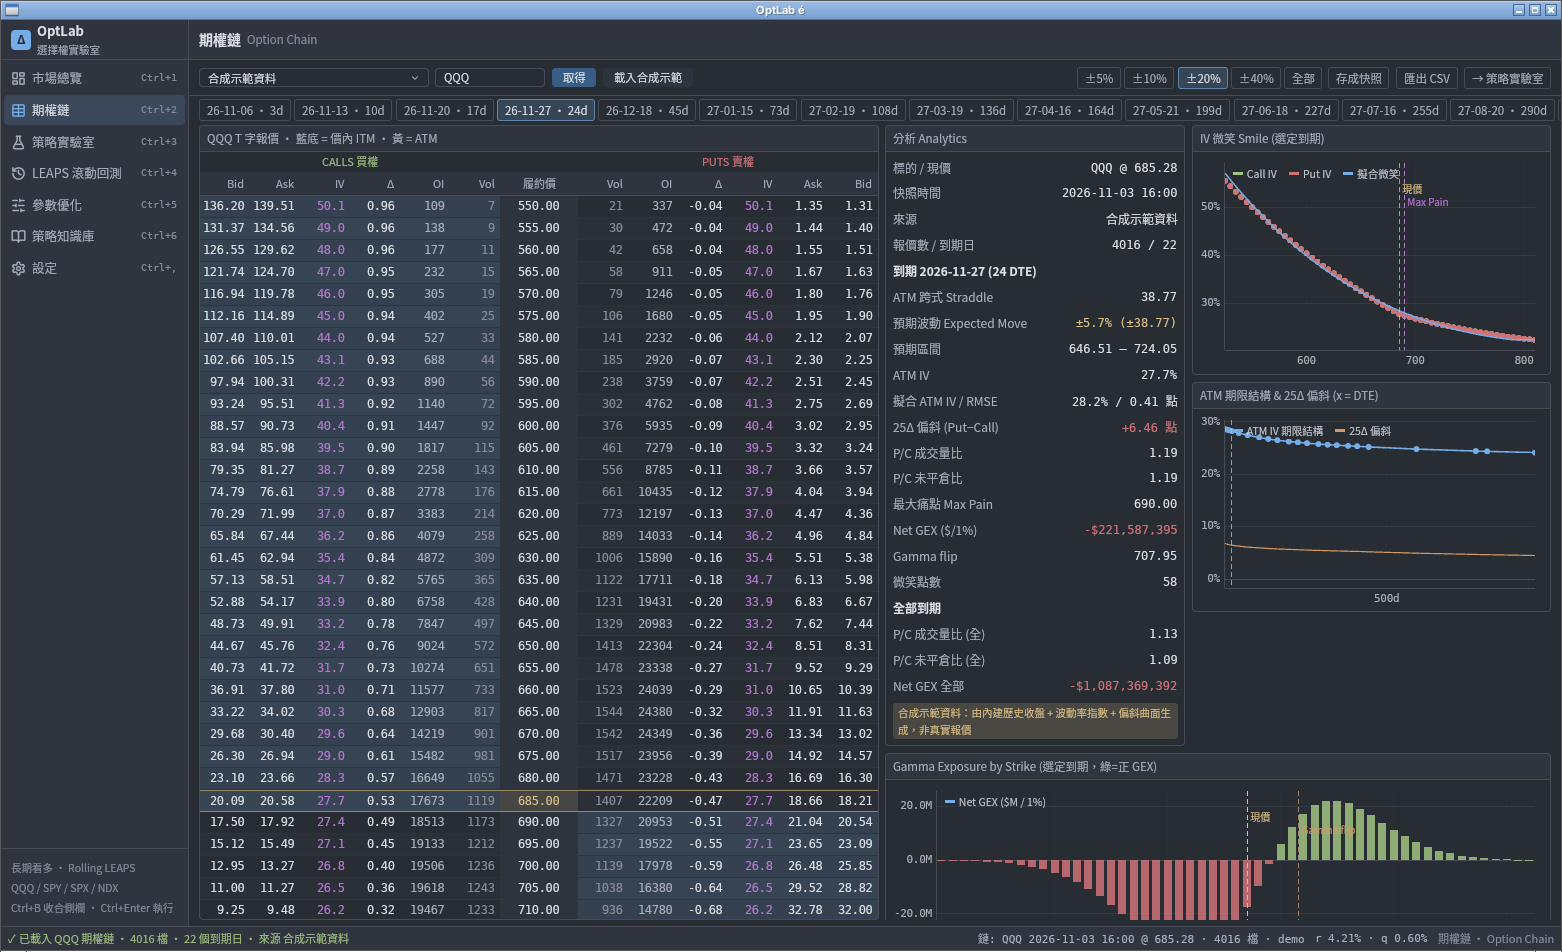 OptLab é
OptLab
選擇權實驗室
市場總覽 Ctrl+1
期權鏈 Ctrl+2
策略實驗室 Ctrl+3
LEAPS 滾動回測 Ctrl+4
參數優化 Ctrl+5
策略知識庫 Ctrl+6
設定 Ctrl+,
長期看多 · Rolling LEAPS
QQQ / SPY / SPX / NDX
Ctrl+B 收合側欄 · Ctrl+Enter 執行
期權鏈 Option Chain
合成示範資料 QQQ 取得 載入合成示範 ±5% ±10% ±20% ±40% 全部 存成快照 匯出 CSV → 策略實驗室
26-11-06 · 3d 26-11-13 · 10d 26-11-20 · 17d 26-11-27 · 24d 26-12-18 · 45d 27-01-15 · 73d 27-02-19 · 108d 27-03-19 · 136d 27-04-16 · 164d 27-05-21 · 199d 27-06-18 · 227d 27-07-16 · 255d 27-08-20 · 290d
QQQ T 字報價 · 藍底 = 價內 ITM · 黃 = ATM
CALLS 買權 PUTS 賣權
Bid Ask IV Δ OI Vol 履約價 Vol OI Δ IV Ask Bid
136.20 139.51 50.1 0.96 109 7 550.00 21 337 -0.04 50.1 1.35 1.31
131.37 134.56 49.0 0.96 138 9 555.00 30 472 -0.04 49.0 1.44 1.40
126.55 129.62 48.0 0.96 177 11 560.00 42 658 -0.04 48.0 1.55 1.51
121.74 124.70 47.0 0.95 232 15 565.00 58 911 -0.05 47.0 1.67 1.63
116.94 119.78 46.0 0.95 305 19 570.00 79 1246 -0.05 46.0 1.80 1.76
112.16 114.89 45.0 0.94 402 25 575.00 106 1680 -0.05 45.0 1.95 1.90
107.40 110.01 44.0 0.94 527 33 580.00 141 2232 -0.06 44.0 2.12 2.07
102.66 105.15 43.1 0.93 688 44 585.00 185 2920 -0.07 43.1 2.30 2.25
97.94 100.31 42.2 0.93 890 56 590.00 238 3759 -0.07 42.2 2.51 2.45
93.24 95.51 41.3 0.92 1140 72 595.00 302 4762 -0.08 41.3 2.75 2.69
88.57 90.73 40.4 0.91 1447 92 600.00 376 5935 -0.09 40.4 3.02 2.95
83.94 85.98 39.5 0.90 1817 115 605.00 461 7279 -0.10 39.5 3.32 3.24
79.35 81.27 38.7 0.89 2258 143 610.00 556 8785 -0.11 38.7 3.66 3.57
74.79 76.61 37.9 0.88 2778 176 615.00 661 10435 -0.12 37.9 4.04 3.94
70.29 71.99 37.0 0.87 3383 214 620.00 773 12197 -0.13 37.0 4.47 4.36
65.84 67.44 36.2 0.86 4079 258 625.00 889 14033 -0.14 36.2 4.96 4.84
61.45 62.94 35.4 0.84 4872 309 630.00 1006 15890 -0.16 35.4 5.51 5.38
57.13 58.51 34.7 0.82 5765 365 635.00 1122 17711 -0.18 34.7 6.13 5.98
52.88 54.17 33.9 0.80 6758 428 640.00 1231 19431 -0.20 33.9 6.83 6.67
48.73 49.91 33.2 0.78 7847 497 645.00 1329 20983 -0.22 33.2 7.62 7.44
44.67 45.76 32.4 0.76 9024 572 650.00 1413 22304 -0.24 32.4 8.51 8.31
40.73 41.72 31.7 0.73 10274 651 655.00 1478 23338 -0.27 31.7 9.52 9.29
36.91 37.80 31.0 0.71 11577 733 660.00 1523 24039 -0.29 31.0 10.65 10.39
33.22 34.02 30.3 0.68 12903 817 665.00 1544 24380 -0.32 30.3 11.91 11.63
29.68 30.40 29.6 0.64 14219 901 670.00 1542 24349 -0.36 29.6 13.34 13.02
26.30 26.94 29.0 0.61 15482 981 675.00 1517 23956 -0.39 29.0 14.92 14.57
23.10 23.66 28.3 0.57 16649 1055 680.00 1471 23228 -0.43 28.3 16.69 16.30
20.09 20.58 27.7 0.53 17673 1119 685.00 1407 22209 -0.47 27.7 18.66 18.21
17.50 17.92 27.4 0.49 18513 1173 690.00 1327 20953 -0.51 27.4 21.04 20.54
15.12 15.49 27.1 0.45 19133 1212 695.00 1237 19522 -0.55 27.1 23.65 23.09
12.95 13.27 26.8 0.40 19506 1236 700.00 1139 17978 -0.59 26.8 26.48 25.85
11.00 11.27 26.5 0.36 19618 1243 705.00 1038 16380 -0.64 26.5 29.52 28.82
9.25 9.48 26.2 0.32 19467 1233 710.00 936 14780 -0.68 26.2 32.78 32.00
分析 Analytics
標的 / 現價 QQQ @ 685.28
快照時間 2026-11-03 16:00
來源 合成示範資料
報價數 / 到期日 4016 / 22
到期 2026-11-27 (24 DTE)
ATM 跨式 Straddle 38.77
預期波動 Expected Move ±5.7% (±38.77)
預期區間 646.51 — 724.05
ATM IV 27.7%
擬合 ATM IV / RMSE 28.2% / 0.41 點
25Δ 偏斜 (Put−Call) +6.46 點
P/C 成交量比 1.19
P/C 未平倉比 1.19
最大痛點 Max Pain 690.00
Net GEX ($/1%) -$221,587,395
Gamma flip 707.95
微笑點數 58
全部到期
P/C 成交量比 (全) 1.13
P/C 未平倉比 (全) 1.09
Net GEX 全部 -$1,087,369,392
合成示範資料：由內建歷史收盤 + 波動率指數 + 偏斜曲面生
成，非真實報價
IV 微笑 Smile (選定到期)
Call IV Put IV 擬合微笑
現價
Max Pain
50%
40%
30%
600 700 800
ATM 期限結構 & 25Δ 偏斜 (x = DTE)
ATM IV 期限結構 25Δ 偏斜
30%
20%
10%
0%
500d
Gamma Exposure by Strike (選定到期，綠=正 GEX)
Net GEX ($M / 1%)
現價
Gamma flip
20.0M
0.0M
-20.0M
✓ 已載入 QQQ 期權鏈 · 4016 檔 · 22 個到期日 · 來源 合成示範資料
鏈: QQQ 2026-11-03 16:00 @ 685.28 · 4016 檔 · demo r 4.21% · q 0.60% 期權鏈 · Option Chain